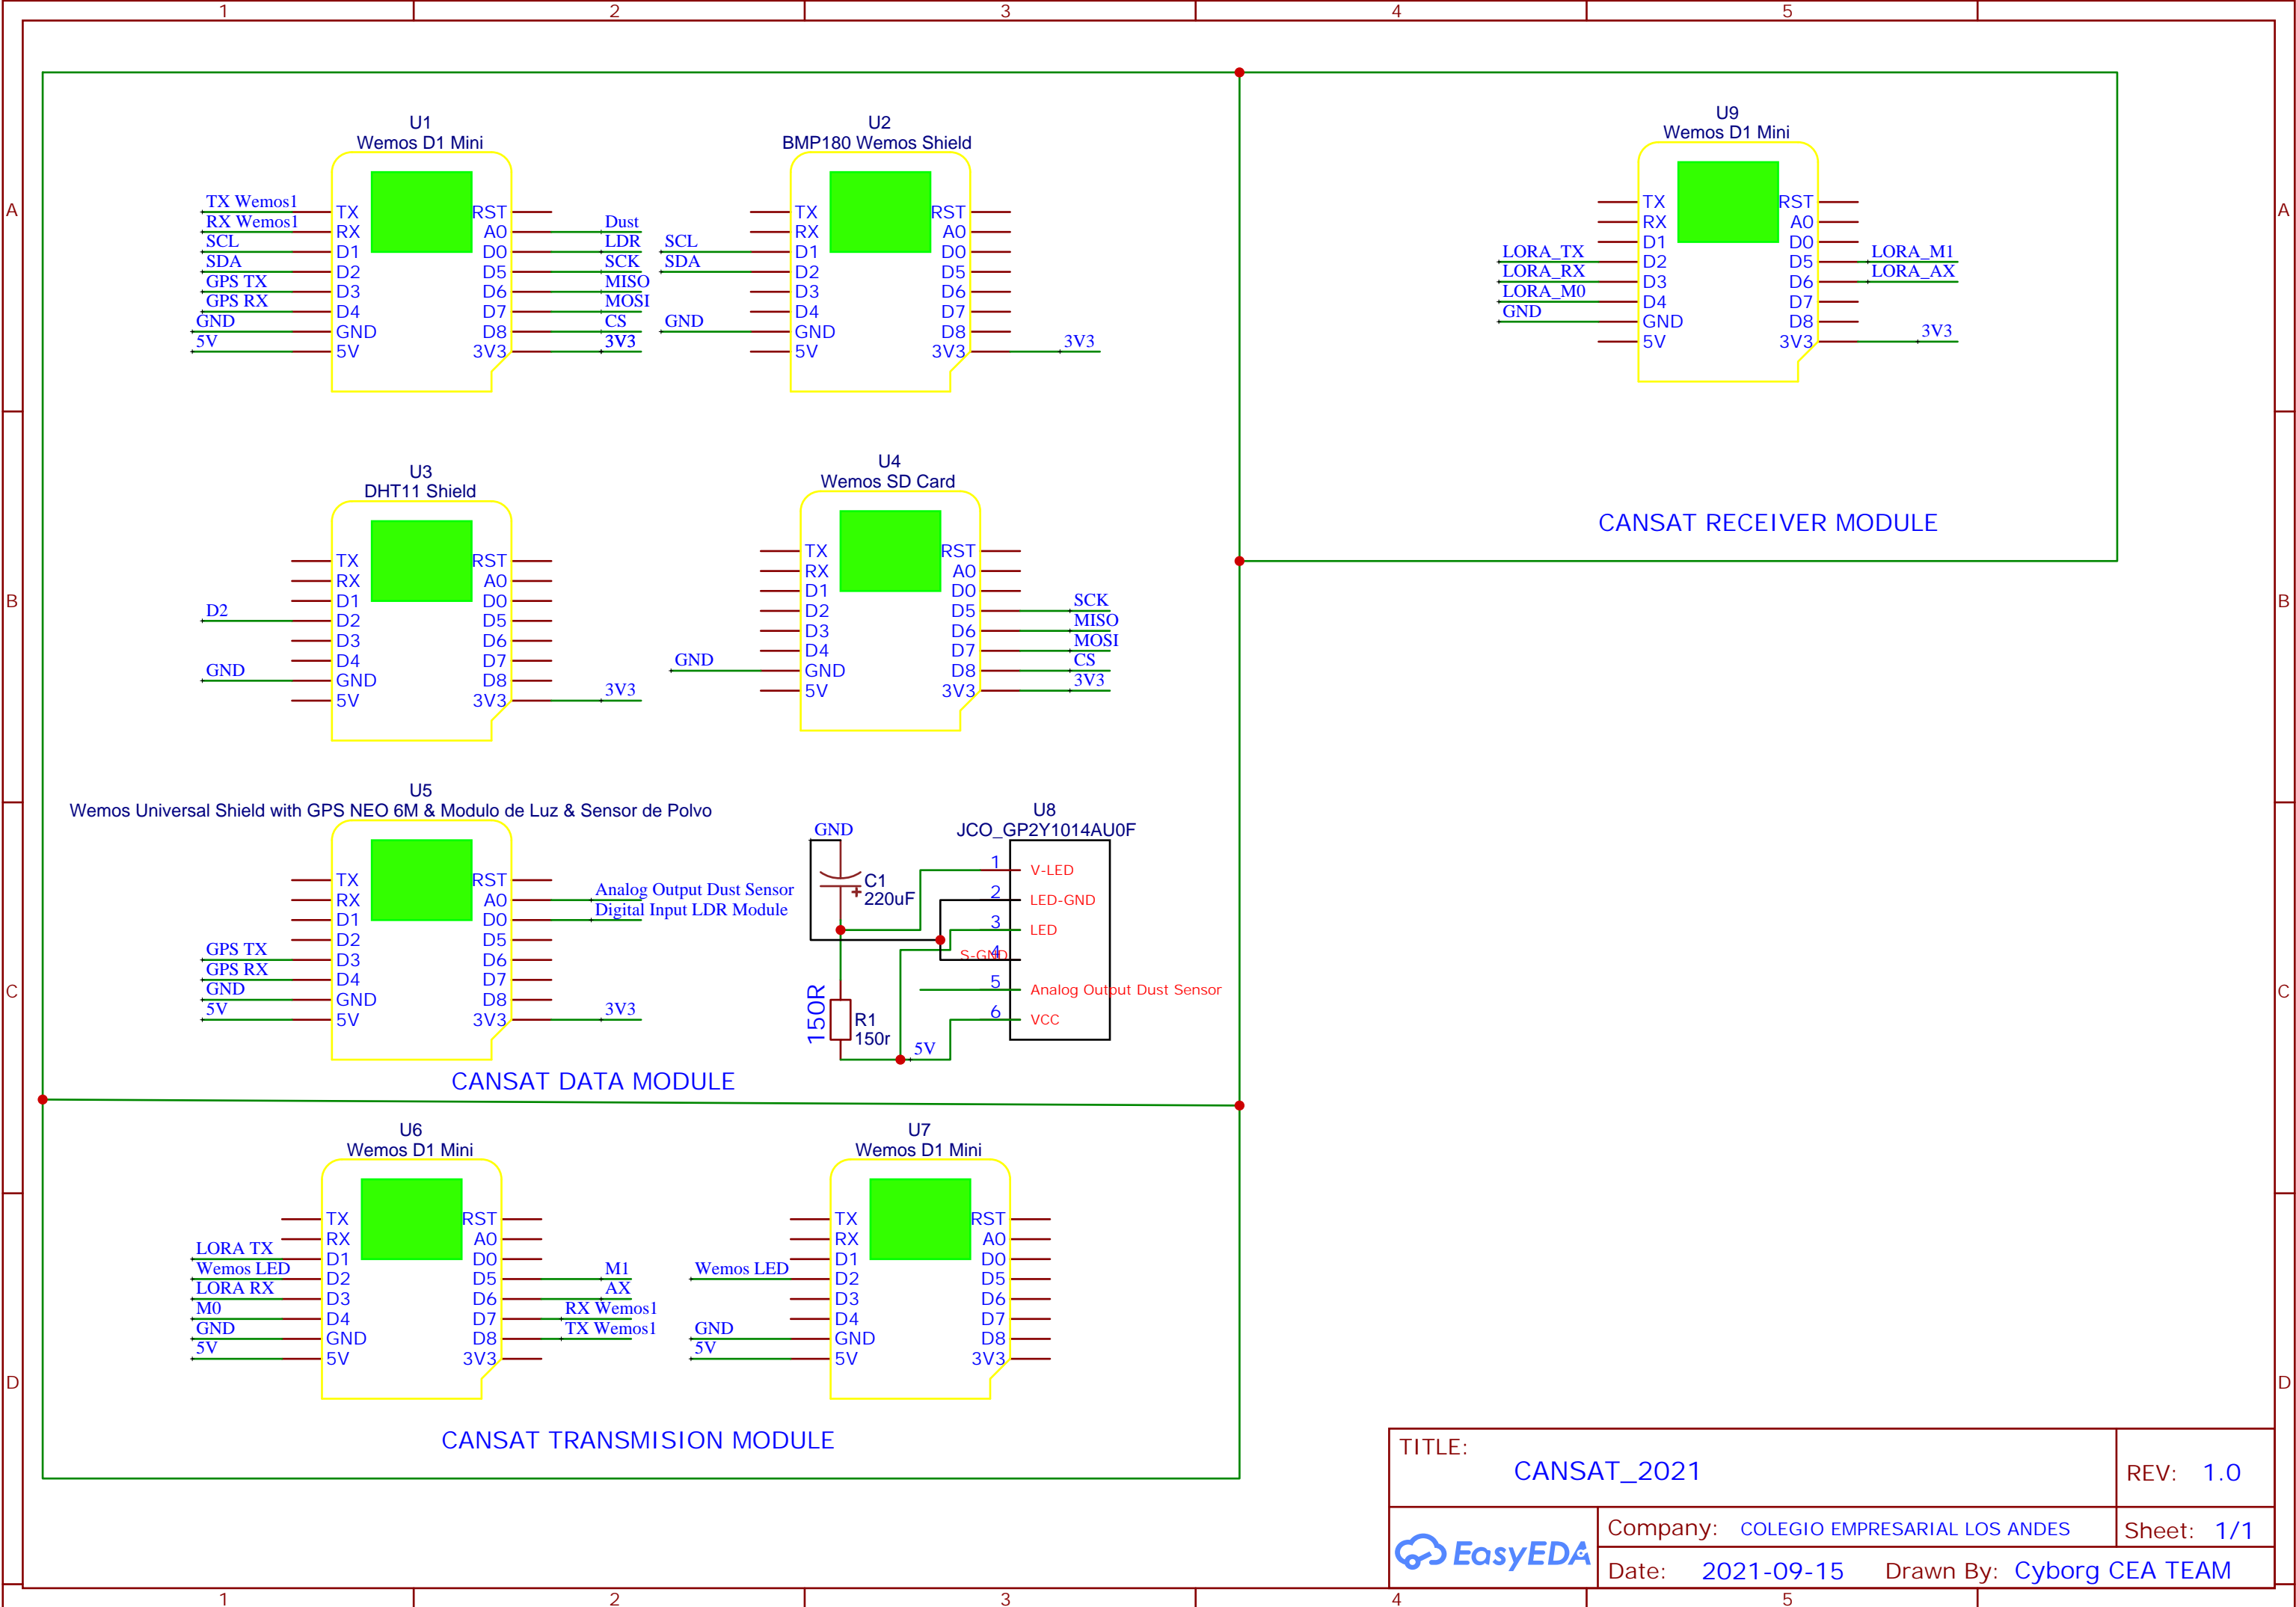 1 2 3 4 5
A A
B B
C C
D D
U1
Wemos D1 Mini
TX Wemos1 TX RST
RX Wemos1 RX A0 Dust
SCL D1 D0 LDR
SDA D2 D5 SCK
GPS TX D3 D6 MISO
GPS RX D4 D7 MOSI
GND GND D8 CS
5V 5V 3V3 3V3
U2
BMP180 Wemos Shield
TX RST
RX A0
SCL D1 D0
SDA D2 D5
D3 D6
D4 D7
GND GND D8
5V 3V3 3V3
U9
Wemos D1 Mini
TX RST
RX A0
D1 D0
LORA_TX D2 D5 LORA_M1
LORA_RX D3 D6 LORA_AX
LORA_M0 D4 D7
GND GND D8
5V 3V3 3V3
CANSAT RECEIVER MODULE
U3
DHT11 Shield
TX RST
RX A0
D1 D0
D2 D2 D5
D3 D6
D4 D7
GND GND D8
5V 3V3 3V3
U4
Wemos SD Card
TX RST
RX A0
D1 D0
D2 D5 SCK
D3 D6 MISO
D4 D7 MOSI
GND GND D8 CS
5V 3V3 3V3
U5
Wemos Universal Shield with GPS NEO 6M & Modulo de Luz & Sensor de Polvo
TX RST
RX A0 Analog Output Dust Sensor
D1 D0 Digital Input LDR Module
D2 D5
GPS TX D3 D6
GPS RX D4 D7
GND GND D8
5V 5V 3V3 3V3
GND
C1
+ 220uF
150R
R1
150r
5V
U8
JCO_GP2Y1014AU0F
1 V-LED
2 LED-GND
3 LED
4 S-GND
5 Analog Output Dust Sensor
6 VCC
CANSAT DATA MODULE
U6
Wemos D1 Mini
TX RST
RX A0
LORA TX D1 D0
Wemos LED D2 D5 M1
LORA RX D3 D6 AX
M0 D4 D7 RX Wemos1
GND GND D8 TX Wemos1
5V 5V 3V3
U7
Wemos D1 Mini
TX RST
RX A0
D1 D0
Wemos LED D2 D5
D3 D6
D4 D7
GND GND D8
5V 5V 3V3
CANSAT TRANSMISION MODULE
TITLE:
CANSAT_2021
REV: 1.0
EasyEDA
Company: COLEGIO EMPRESARIAL LOS ANDES
Sheet: 1/1
Date: 2021-09-15 Drawn By: Cyborg CEA TEAM
1 2 3 4 5